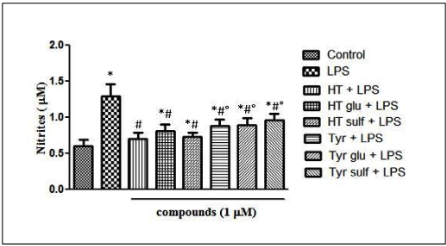 Nitrites (μM)
2.0
1.5
1.0
0.5
0.0
*
#
*#
*#
*#°
*#°
*#°
compounds (1 μM)
Control
LPS
HT + LPS
HT glu + LPS
HT sulf + LPS
Tyr + LPS
Tyr glu + LPS
Tyr sulf + LPS